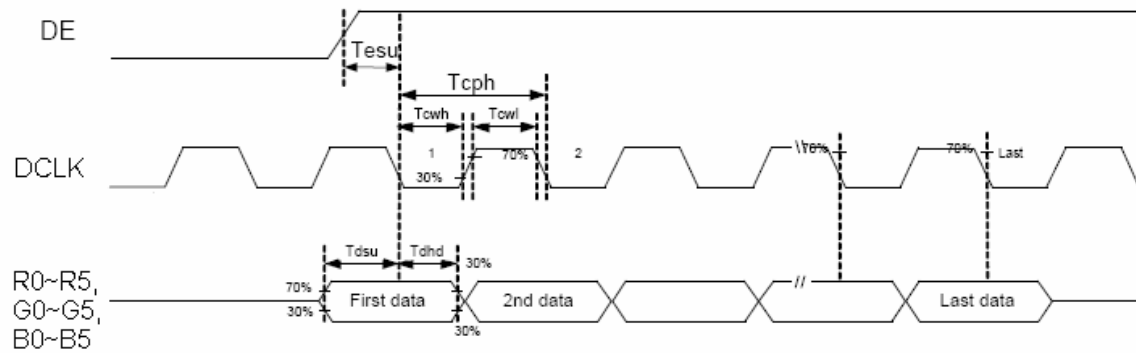 DE
Tesu
Tcph
Tcwh
Tcwl
DCLK
1
70%
2
30%
70%
70%
Last
Tdsu
Tdhd
30%
R0~R5,
G0~G5,
B0~B5
70%
30%
First data
2nd data
//
Last data
30%